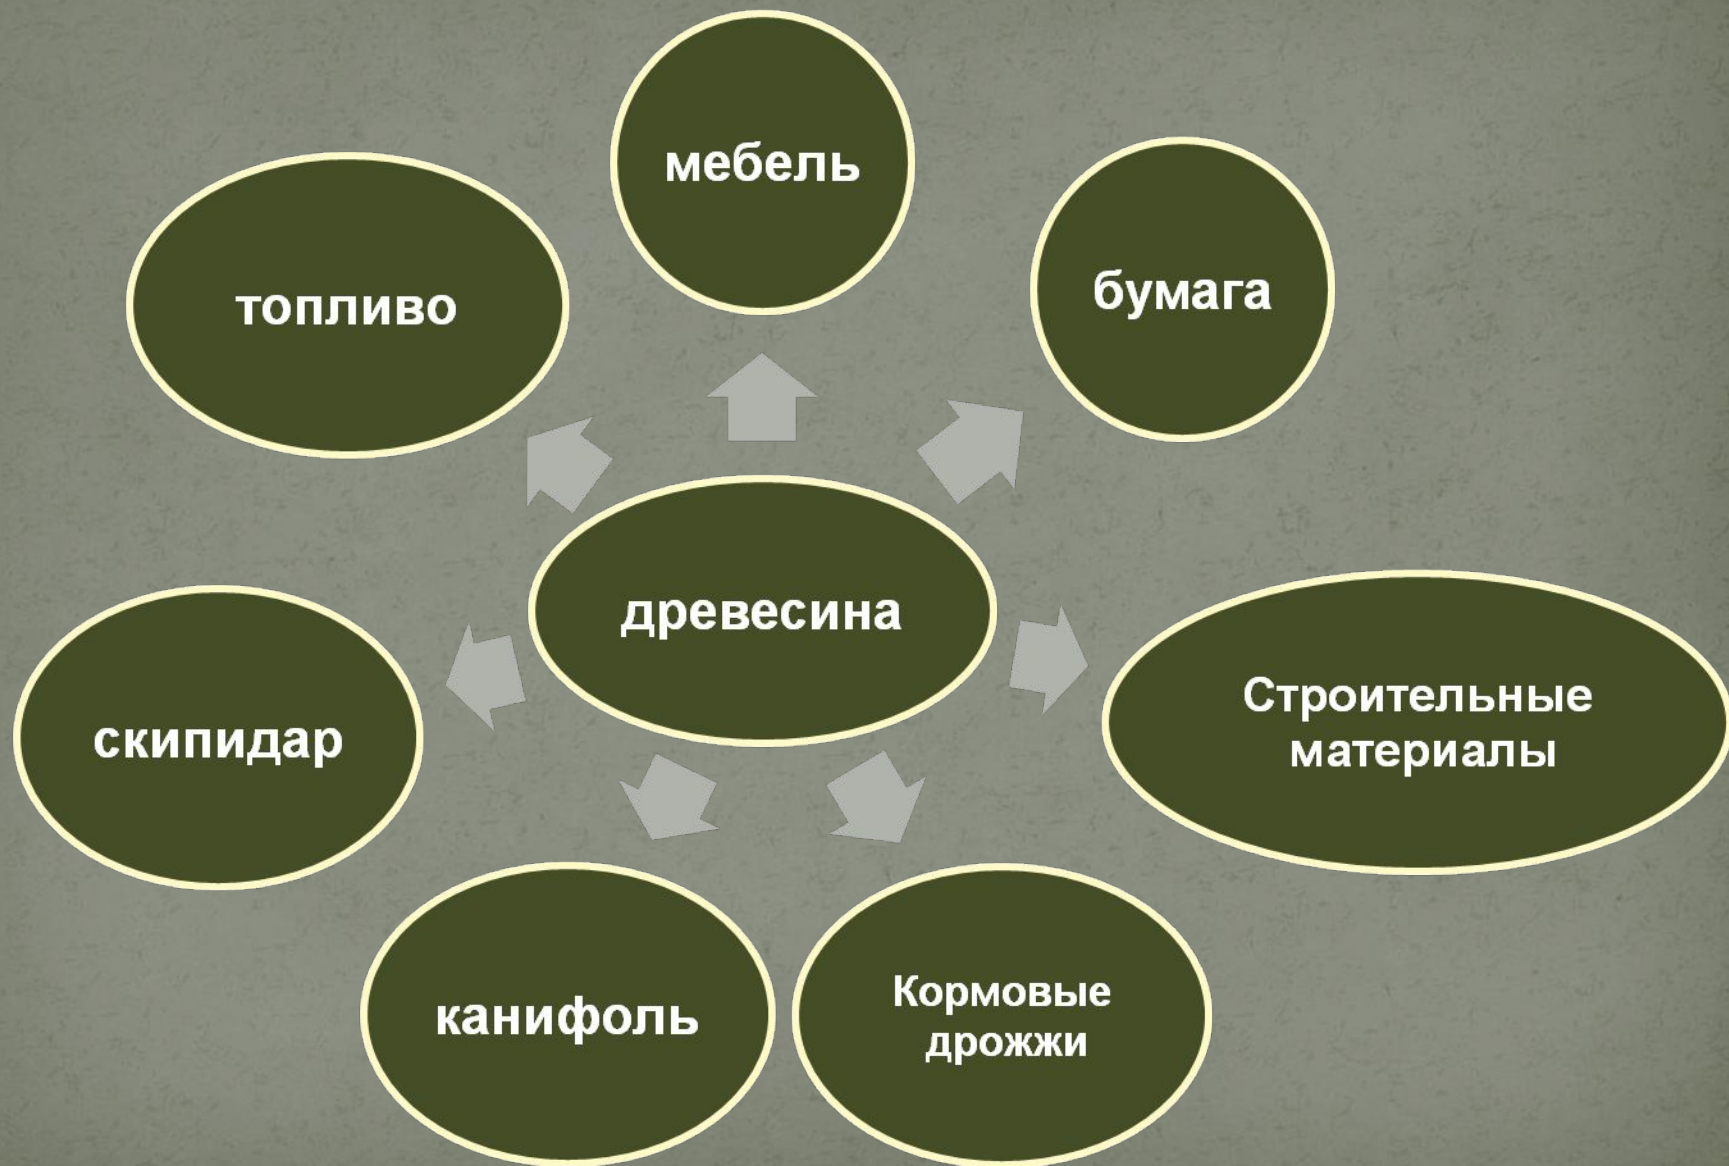 мебель
бумага
топливо
древесина
Строительные
материалы
скипидар
канифоль
Кормовые
дрожжи